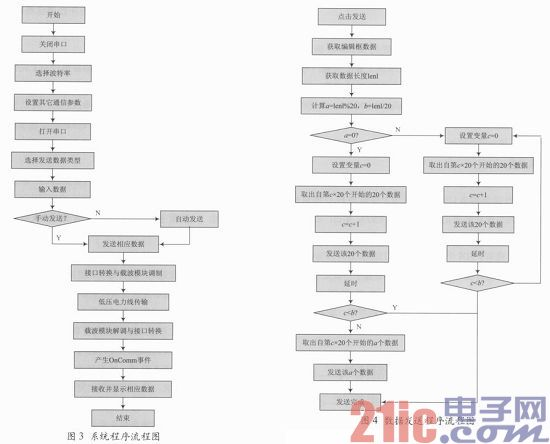 开始
关闭串口
选择波特率
设置其它通信参数
打开串口
选择发送数据类型
输入数据
手动发送?
N
自动发送
Y
发送相应数据
接口转换与载波模块调制
低压电力线传输
载波模块解调与接口转换
产生OnComm事件
接收并显示相应数据
结束
图 3 系统程序流程图
点击发送
获取编辑框数据
获取数据长度lenl
计算a=lenl%20, b=lenl/20
a=0?
N
Y
设置变量c=0
取出自第c×20个开始的20个数据
c=c+1
发送该20个数据
延时
c<b?
Y
N
取出自第c×20个开始的a个数据
发送该a个数据
发送完成
设置变量c=0
取出自第c×20个开始的20个数据
c=c+1
发送该20个数据
延时
c<b?
图 4 数据发送程序流程图
21ic.com
电子网